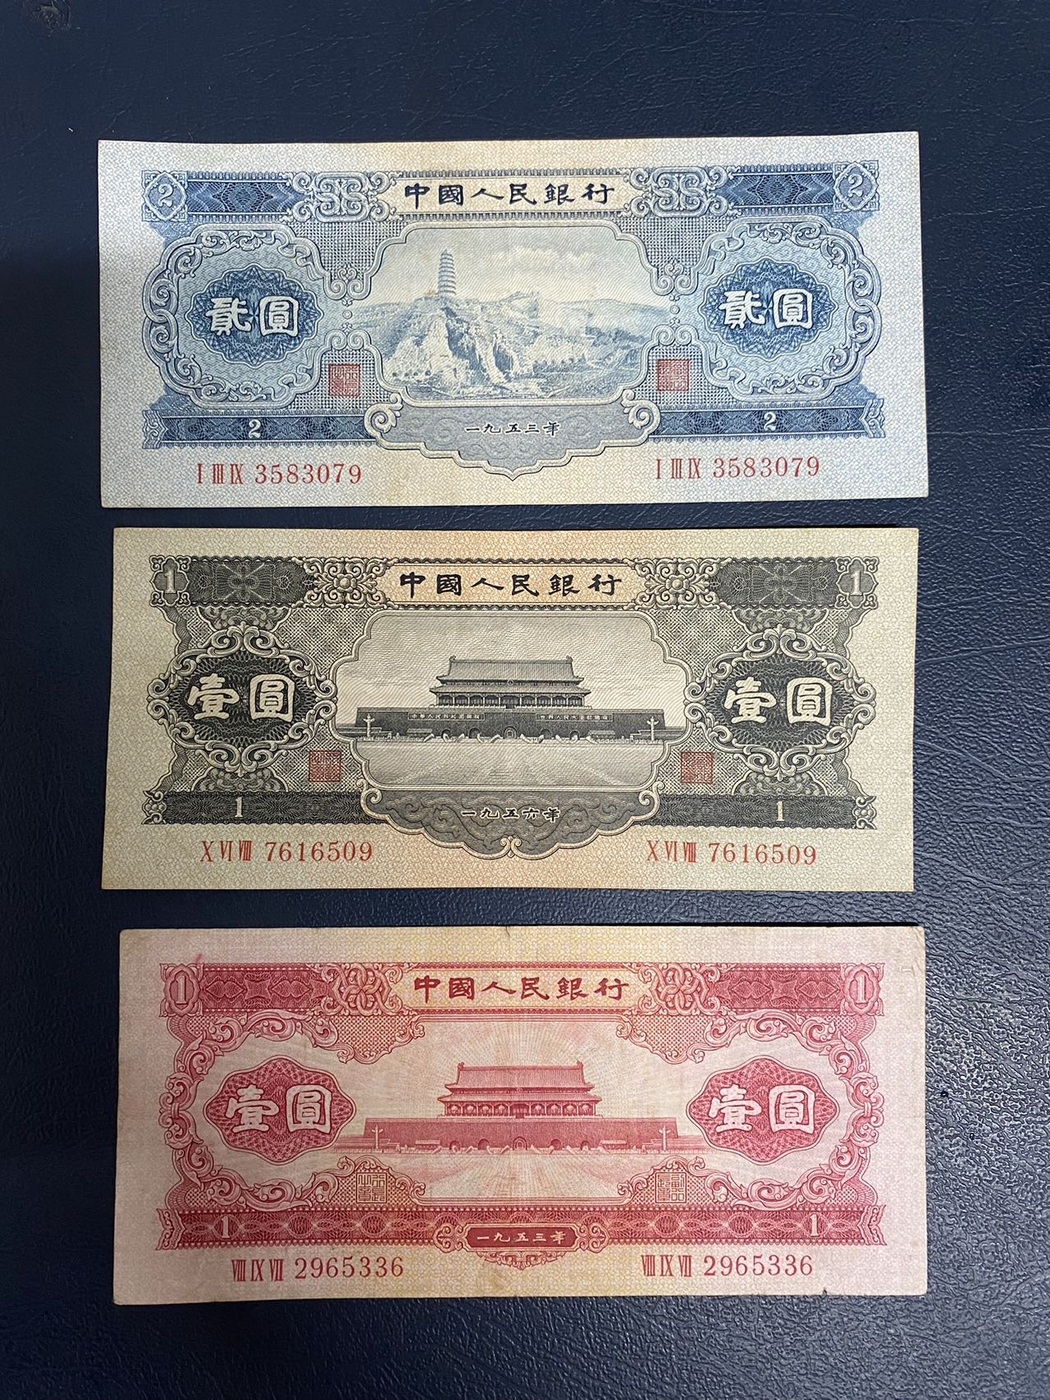 2 中國人民銀行 2
貳圓 貳圓
2 一九五三年 2
I III IX 3583079 I III IX 3583079
1 中國人民銀行 1
壹圓 壹圓
1 一九五六年 1
X VI VIII 7616509 X VI VIII 7616509
1 中國人民銀行 1
壹圓 壹圓
1 一九五三年 1
VIII IX VII 2965336 VIII IX VII 2965336